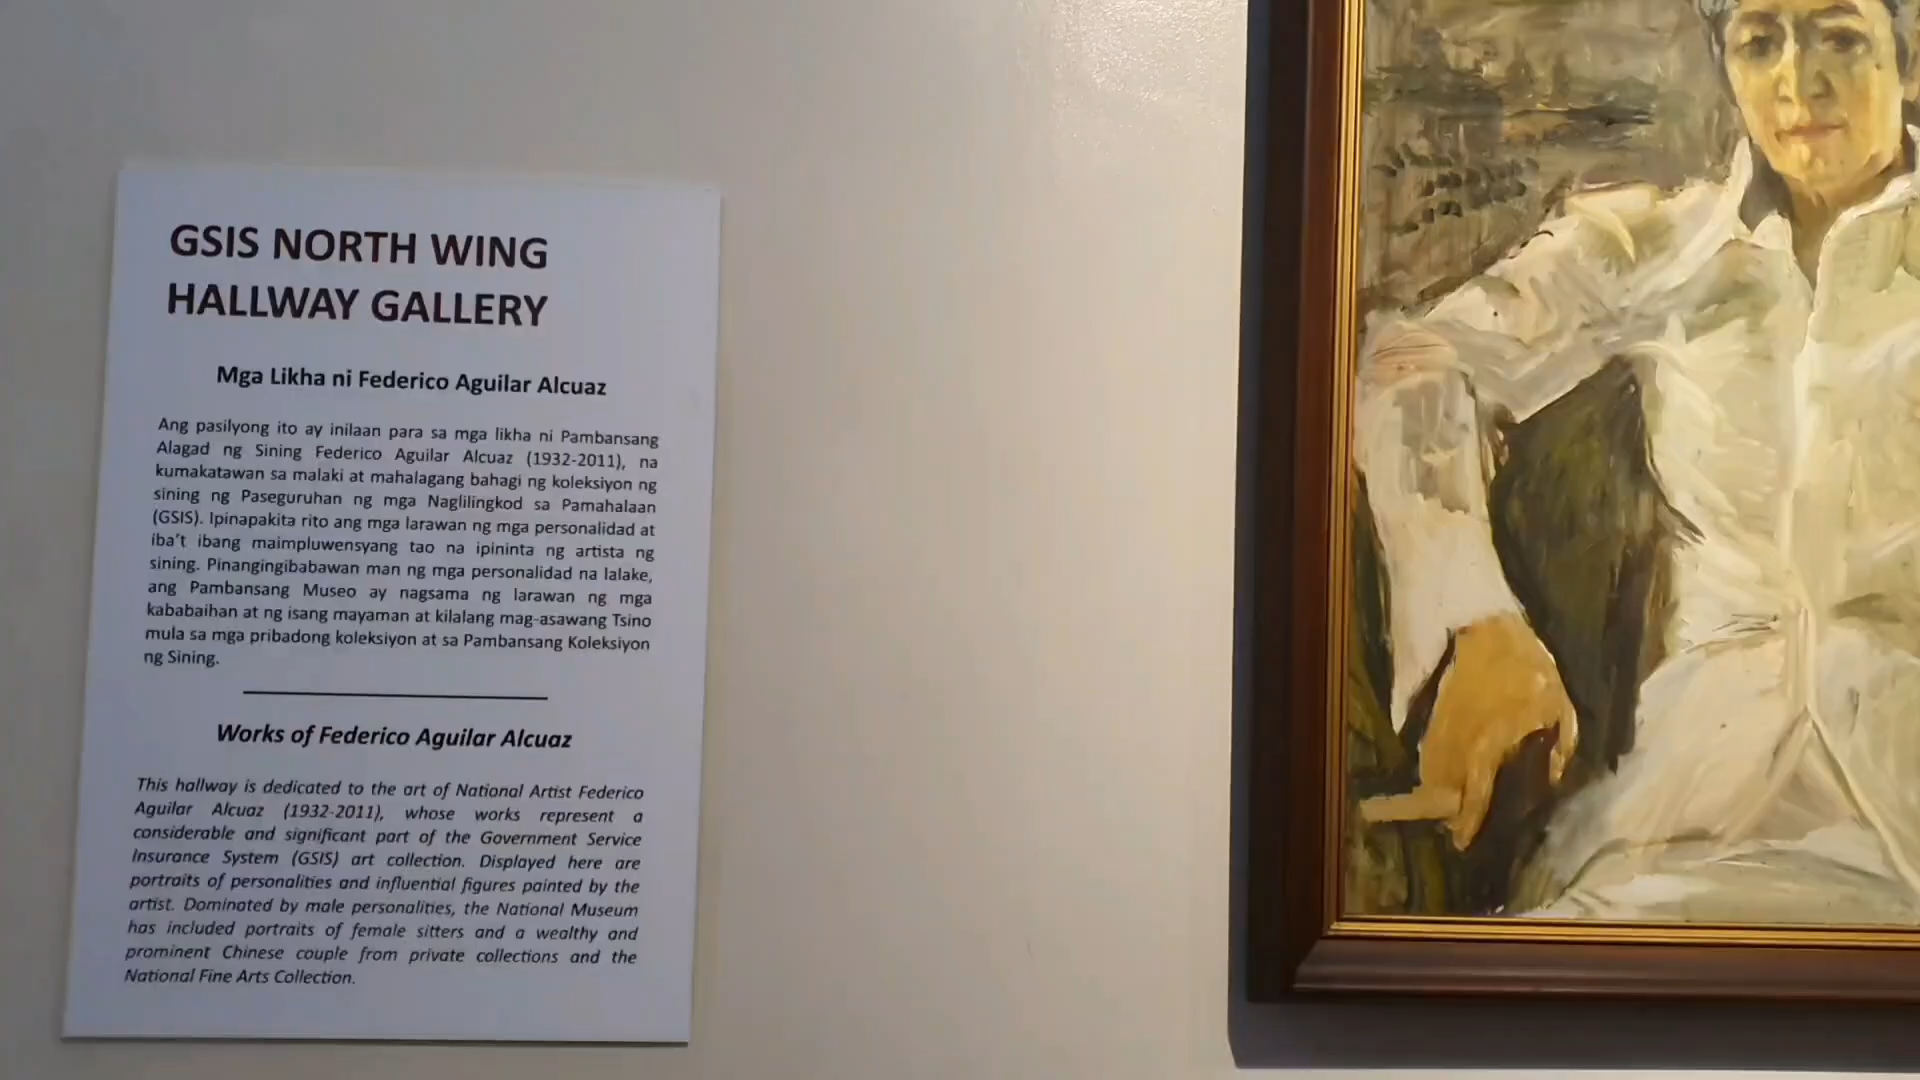 GSIS NORTH WING
HALLWAY GALLERY
Mga Likha ni Federico Aguilar Alcuaz
Ang pasilyong ito ay inilaan para sa mga likha ni Pambansang
Alagad ng Sining Federico Aguilar Alcuaz (1932-2011), na
kumakatawan sa malaki at mahalagang bahagi ng koleksiyon ng
sining ng Paseguruhan ng mga Naglilingkod sa Pamahalaan
(GSIS). Ipinapakita rito ang mga larawan ng mga personalidad at
iba't ibang maimpluwensyang tao na ipininta ng artista ng
sining. Pinangingibabawan man ng mga personalidad na lalake,
ang Pambansang Museo ay nagsama ng larawan ng mga
kababaihan at ng isang mayaman at kilalang mag-asawang Tsino
mula sa mga pribadong koleksiyon at sa Pambansang Koleksiyon
ng Sining.
Works of Federico Aguilar Alcuaz
This hallway is dedicated to the art of National Artist Federico
Aguilar Alcuaz (1932-2011), whose works represent a
considerable and significant part of the Government Service
Insurance System (GSIS) art collection. Displayed here are
portraits of personalities and influential figures painted by the
artist. Dominated by male personalities, the National Museum
has included portraits of female sitters and a wealthy and
prominent Chinese couple from private collections and the
National Fine Arts Collection.